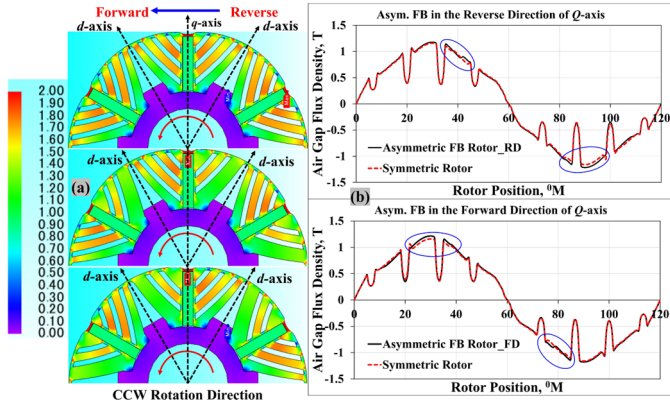 Forward
Reverse
q-axis
d-axis
d-axis
2.00
1.90
1.80
1.70
1.60
1.50
1.40
1.30
1.20
1.10
1.00
0.90
0.80
0.70
0.60
0.50
0.40
0.30
0.20
0.10
0.00
(a)
d-axis
d-axis
d-axis
d-axis
CCW Rotation Direction
Asym. FB in the Reverse Direction of Q-axis
Air Gap Flux Density, T
1.5
1
0.5
0
-0.5
-1
-1.5
0 20 40 60 80 100 120
Asymmetric FB Rotor_RD
Symmetric Rotor
Rotor Position, ⁰M
(b)
Asym. FB in the Forward Direction of Q-axis
Air Gap Flux Density, T
1.5
1
0.5
0
-0.5
-1
-1.5
0 20 40 60 80 100 120
Asymmetric FB Rotor_FD
Symmetric Rotor
Rotor Position, ⁰M